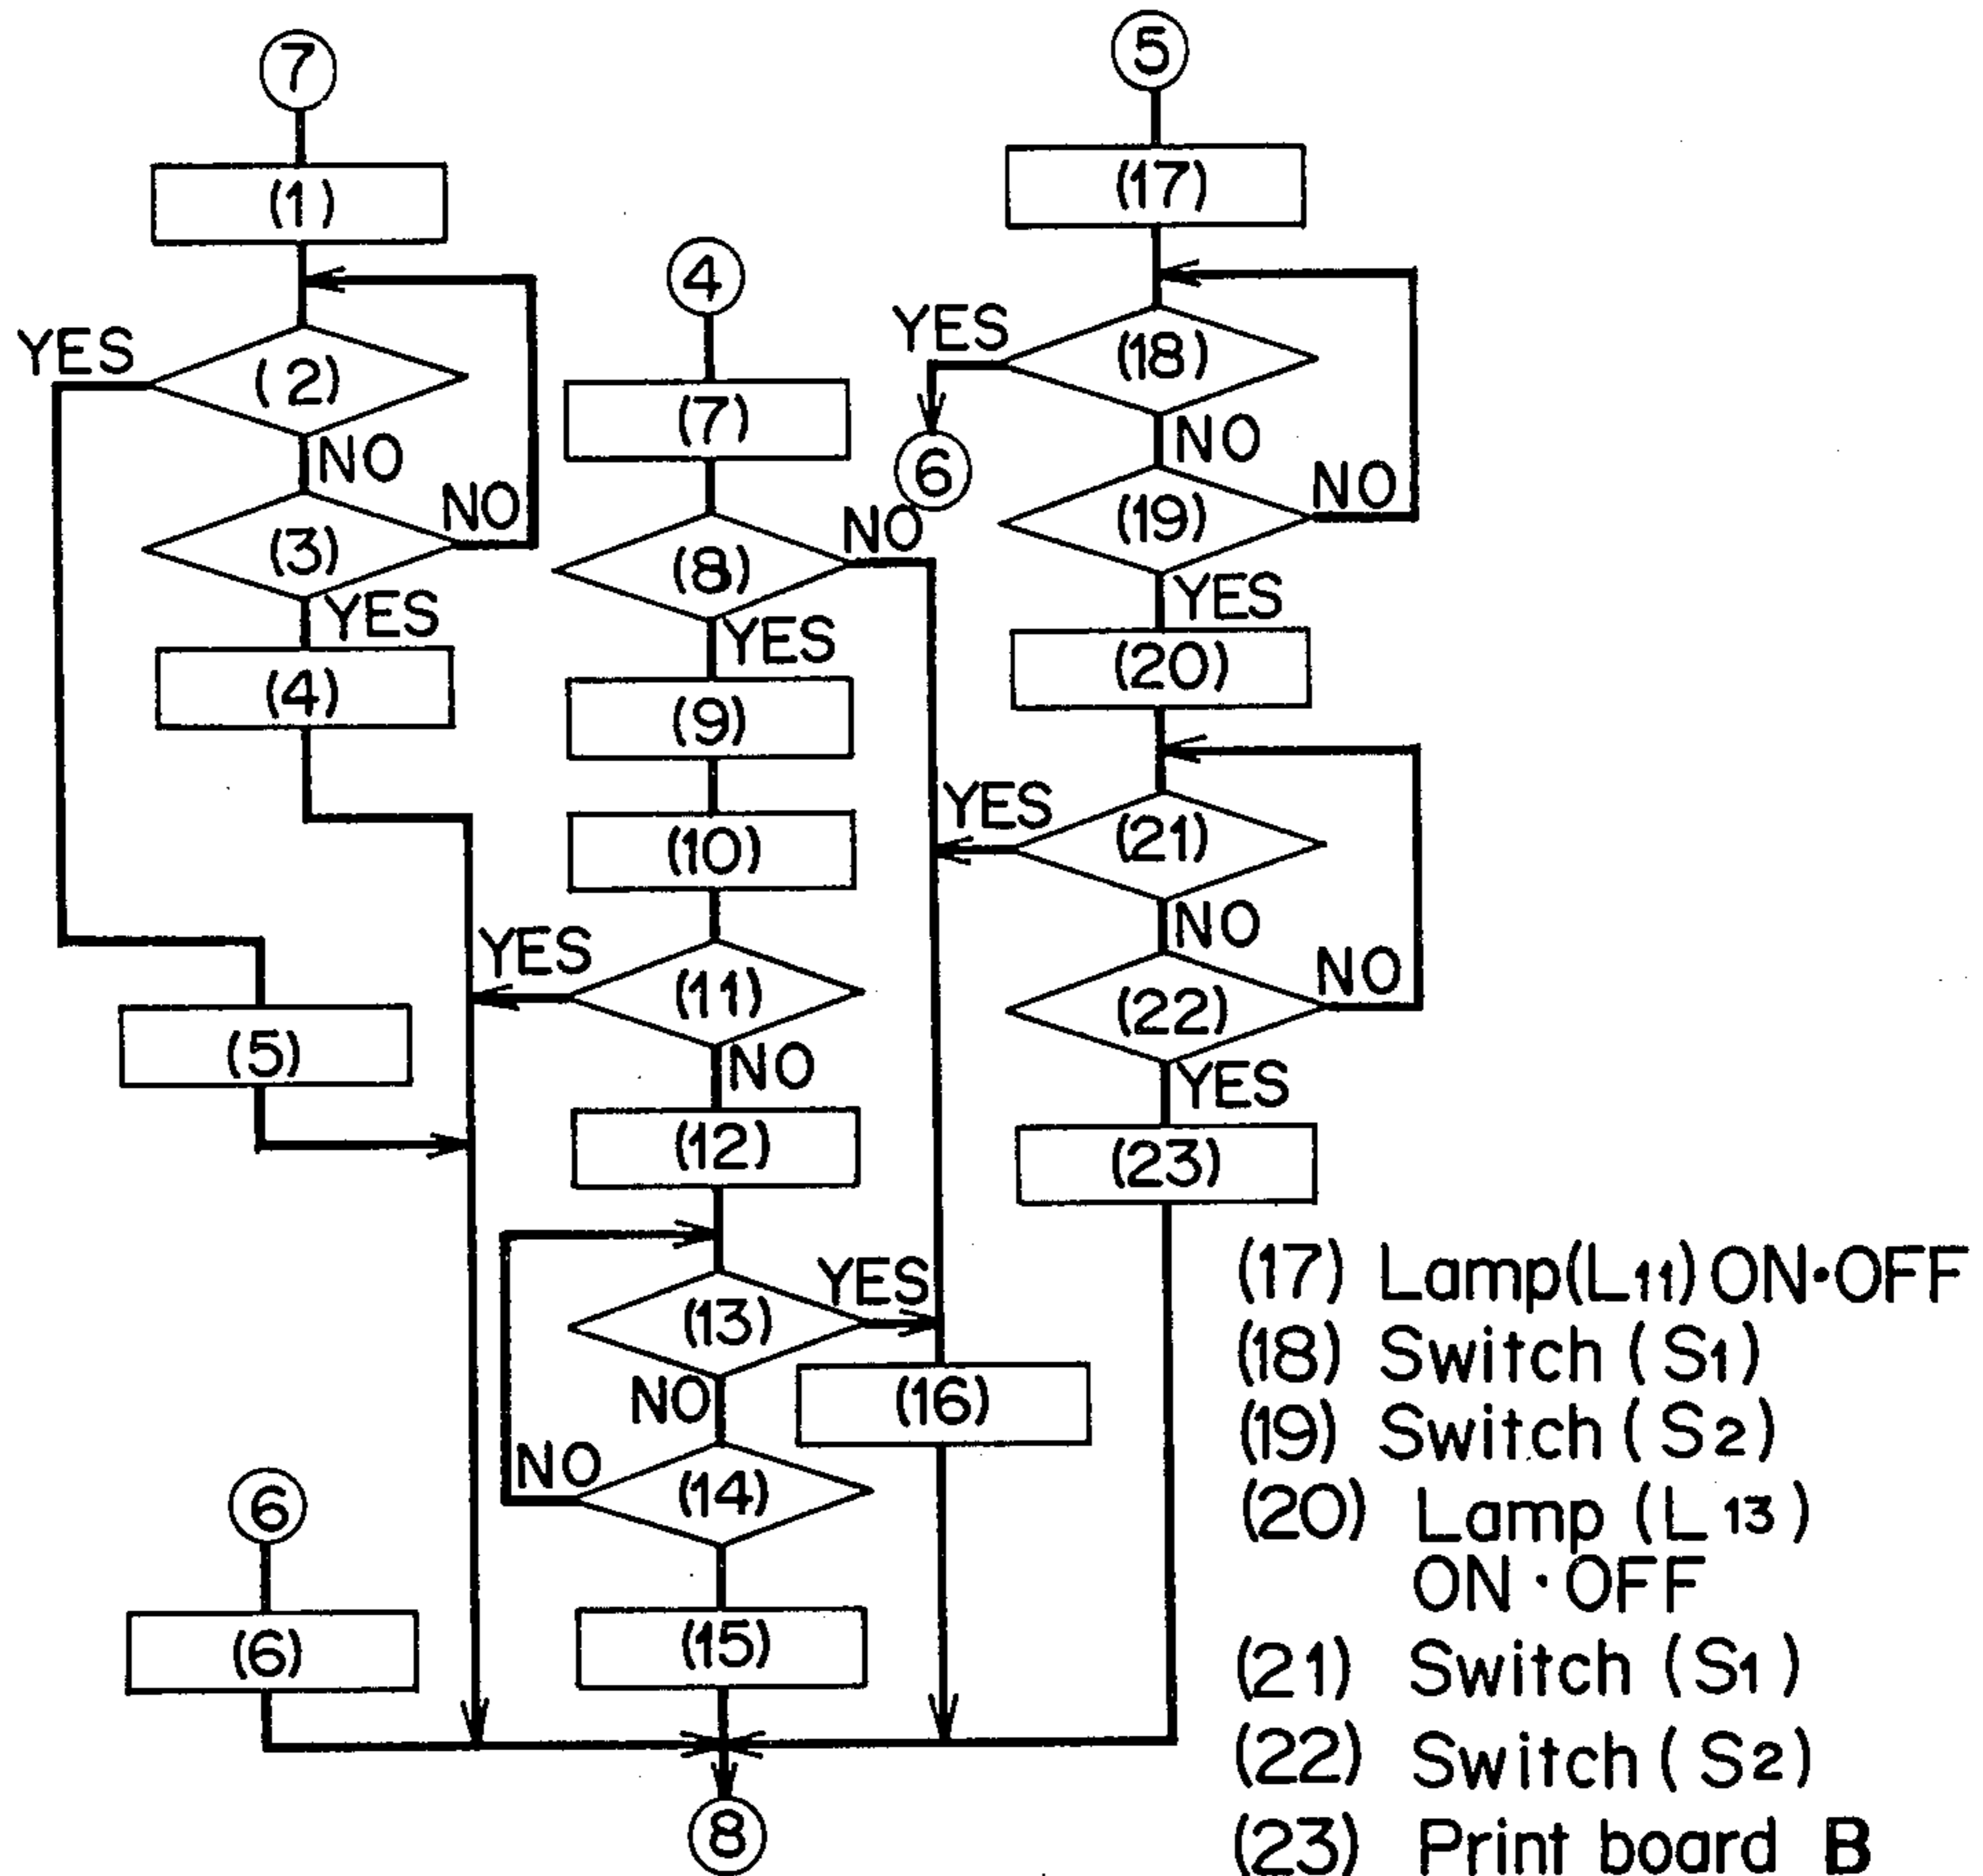 7
5
(1)
(17)
4
YES
(2)
YES
(18)
(7)
NO
NO
6
NO
(3)
NO
(8)
(19)
NO
YES
YES
YES
(4)
(20)
(9)
YES
(10)
(21)
YES
NO
(11)
NO
(5)
(22)
NO
YES
(12)
(23)
(17) Lamp(L11) ON·OFF
YES
(13)
(18) Switch (S1)
NO
(16)
(19) Switch (S2)
NO
(14)
6
(20) Lamp (L13)
ON·OFF
(6)
(15)
(21) Switch (S1)
(22) Switch (S2)
8
(23) Print board B